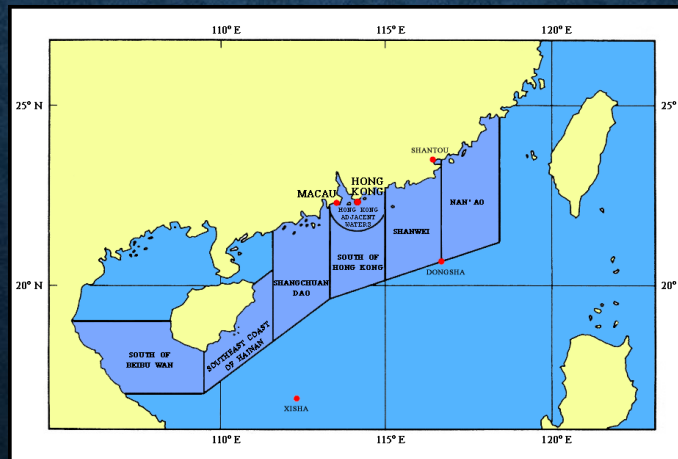 110° E
115° E
120° E
25° N
25° N
SHANTOU
HONG
KONG
MACAU
HONG KONG
ADJACENT
WATERS
NAN'AO
SHANWEI
SOUTH OF
HONG KONG
DONGSHA
20° N
20° N
SHANGCHUAN
DAO
SOUTHEAST COAST
OF HAINAN
SOUTH OF
BEIBU WAN
XISHA
110° E
115° E
120° E